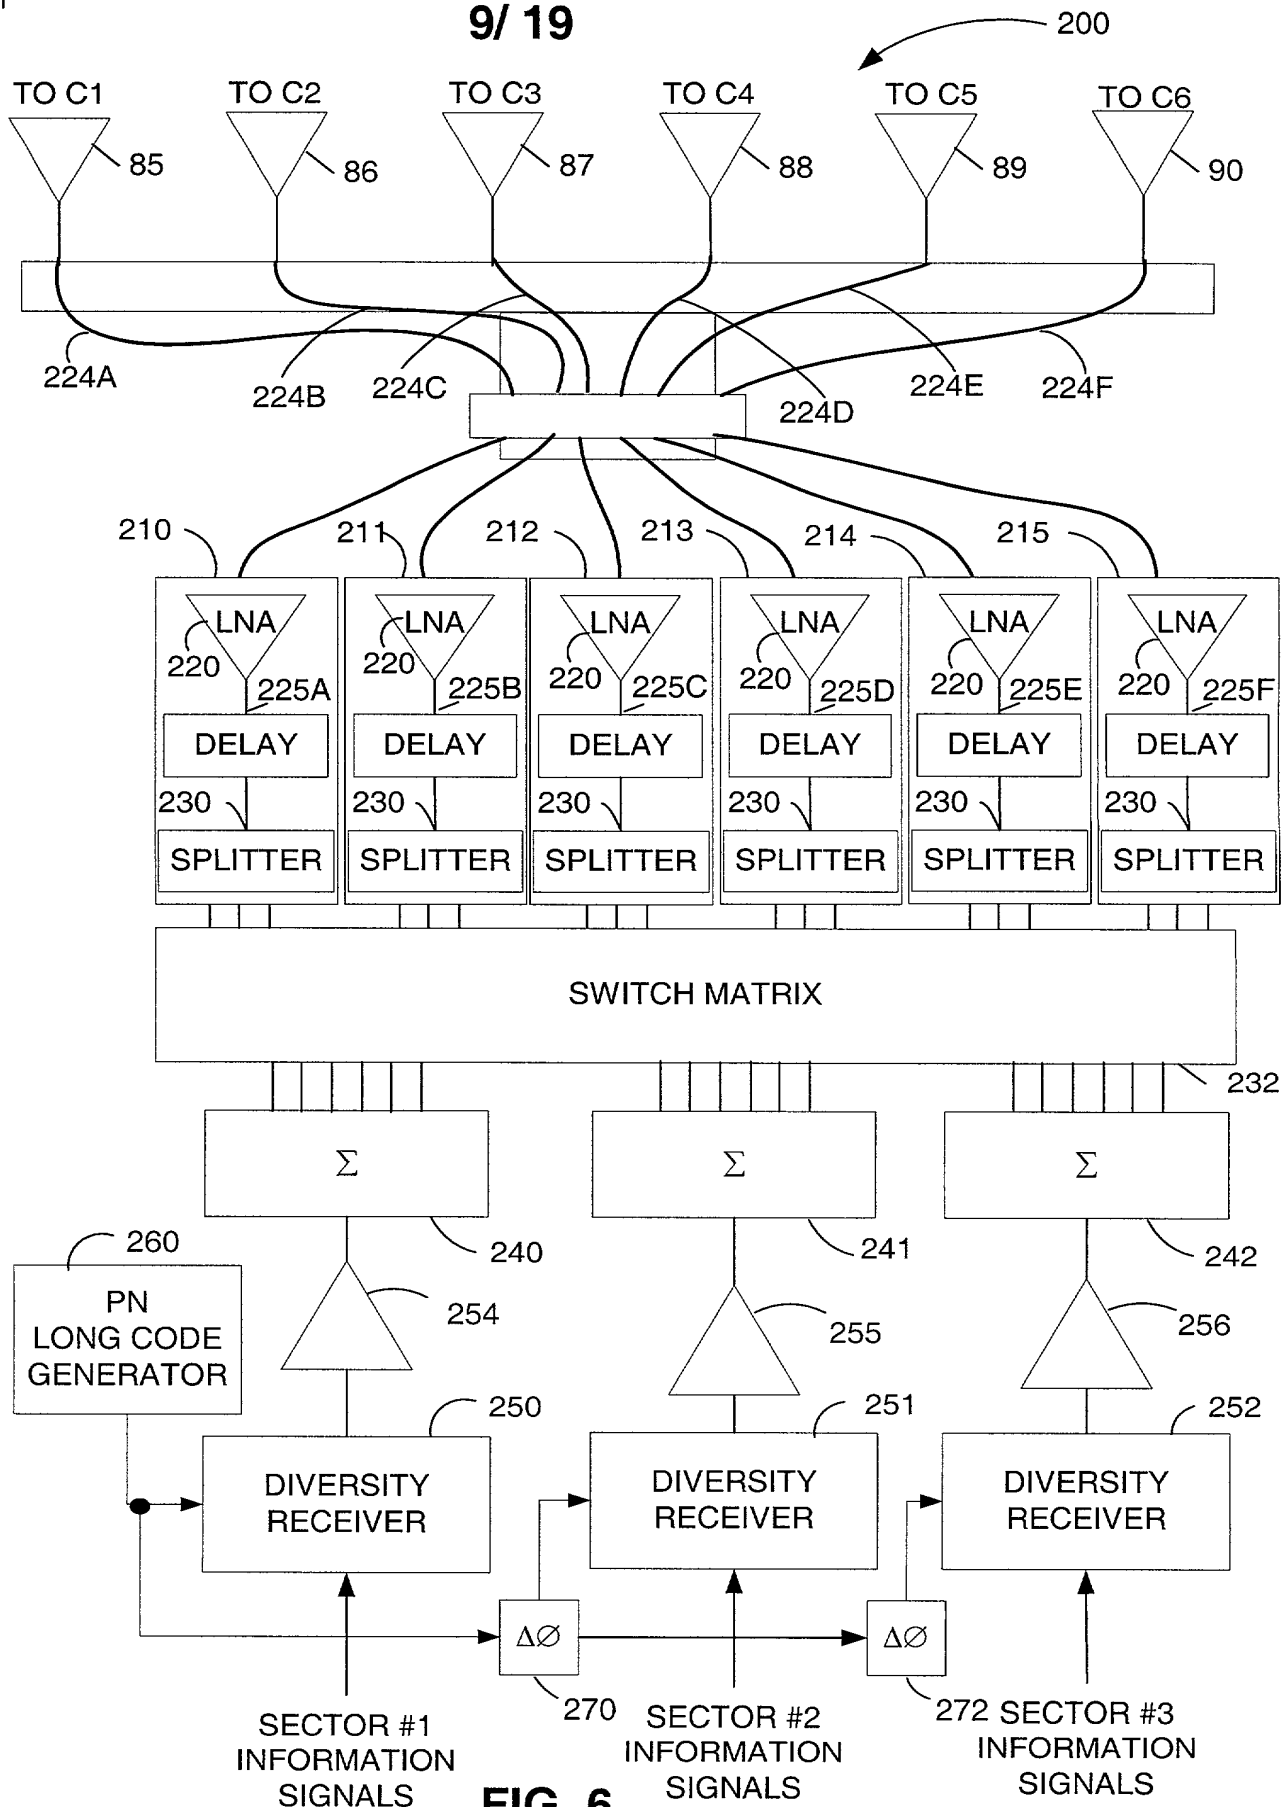 9/ 19
200
TO C1 TO C2 TO C3 TO C4 TO C5 TO C6
85 86 87 88 89 90
224A 224B 224C 224D 224E 224F
210 211 212 213 214 215
LNA LNA LNA LNA LNA LNA
220 220 220 220 220 220
225A 225B 225C 225D 225E 225F
DELAY DELAY DELAY DELAY DELAY DELAY
230 230 230 230 230 230
SPLITTER SPLITTER SPLITTER SPLITTER SPLITTER SPLITTER
SWITCH MATRIX
232
Σ Σ Σ
240 241 242
260
PN
LONG CODE
GENERATOR
254 255 256
250 251 252
DIVERSITY
RECEIVER
DIVERSITY
RECEIVER
DIVERSITY
RECEIVER
ΔØ ΔØ
270 272
SECTOR #1
INFORMATION
SIGNALS
SECTOR #2
INFORMATION
SIGNALS
SECTOR #3
INFORMATION
SIGNALS
FIG. 6